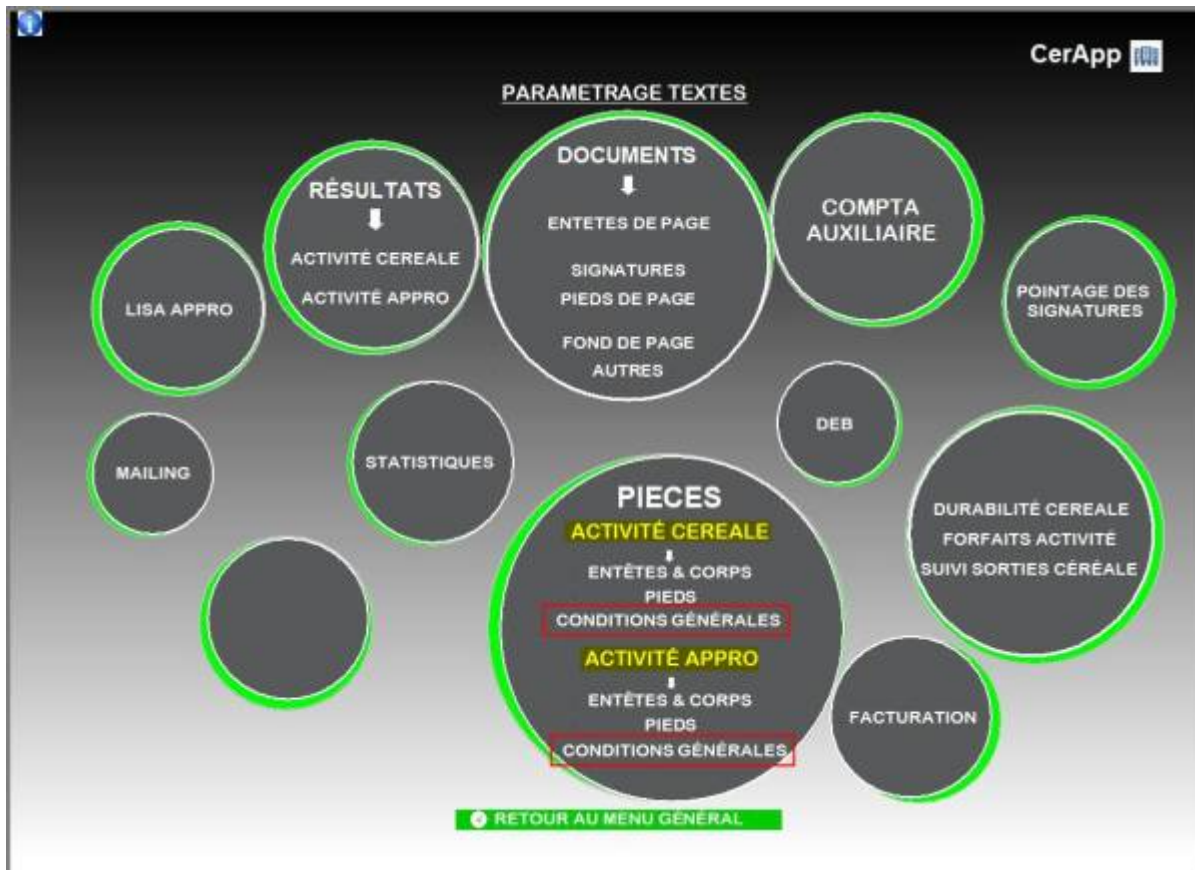 CerApp
PARAMETRAGE TEXTES
DOCUMENTS
ENTETES DE PAGE
SIGNATURES
PIEDS DE PAGE
FOND DE PAGE
AUTRES
RÉSULTATS
ACTIVITÉ CEREALE
ACTIVITÉ APPRO
COMPTA
AUXILIAIRE
LISA APPRO
POINTAGE DES
SIGNATURES
MAILING
STATISTIQUES
DEB
PIECES
ACTIVITÉ CEREALE
ENTÊTES & CORPS
PIEDS
CONDITIONS GÉNÉRALES
ACTIVITÉ APPRO
ENTÊTES & CORPS
PIEDS
CONDITIONS GÉNÉRALES
DURABILITÉ CEREALE
FORFAITS ACTIVITÉ
SUIVI SORTIES CÉRÉALE
FACTURATION
RETOUR AU MENU GÉNÉRAL